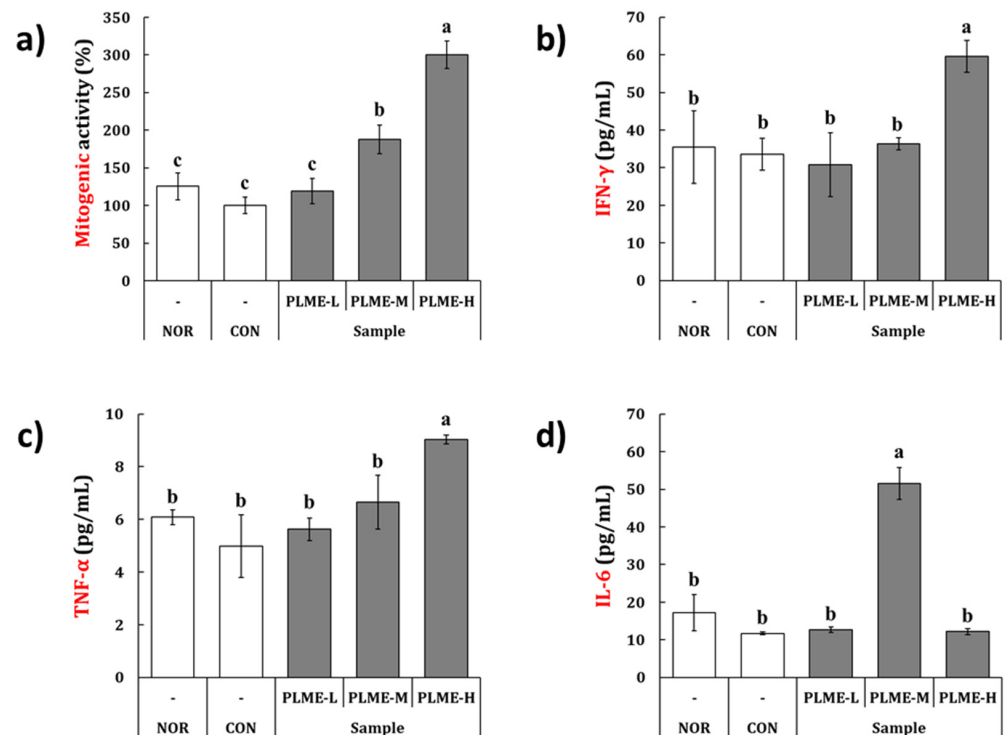 a)
Mitogenic activity (%)
350
300
250
200
150
100
50
0
c
c
c
b
a
- - PLME-L PLME-M PLME-H
NOR CON Sample
b)
IFN-γ (pg/mL)
70
60
50
40
30
20
10
0
b
b
b
b
a
- - PLME-L PLME-M PLME-H
NOR CON Sample
c)
TNF-α (pg/mL)
10
8
6
4
2
0
b
b
b
b
a
- - PLME-L PLME-M PLME-H
NOR CON Sample
d)
IL-6 (pg/mL)
70
60
50
40
30
20
10
0
b
b
b
a
b
- - PLME-L PLME-M PLME-H
NOR CON Sample